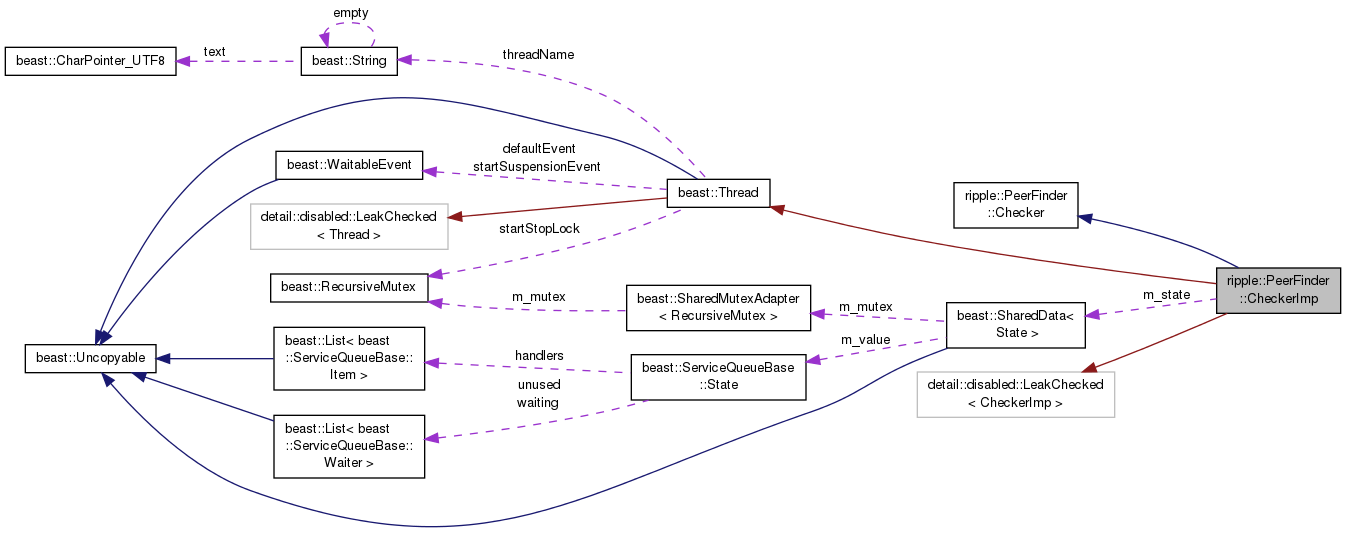 empty
text
beast::CharPointer_UTF8
beast::String
threadName
defaultEvent
startSuspensionEvent
beast::WaitableEvent
beast::Thread
detail::disabled::LeakChecked
< Thread >
startStopLock
ripple::PeerFinder
::Checker
beast::RecursiveMutex
m_mutex
beast::SharedMutexAdapter
< RecursiveMutex >
m_mutex
beast::SharedData<
State >
m_state
ripple::PeerFinder
::CheckerImp
beast::Uncopyable
beast::List< beast
::ServiceQueueBase::
Item >
handlers
unused
waiting
beast::ServiceQueueBase
::State
m_value
detail::disabled::LeakChecked
< CheckerImp >
beast::List< beast
::ServiceQueueBase::
Waiter >